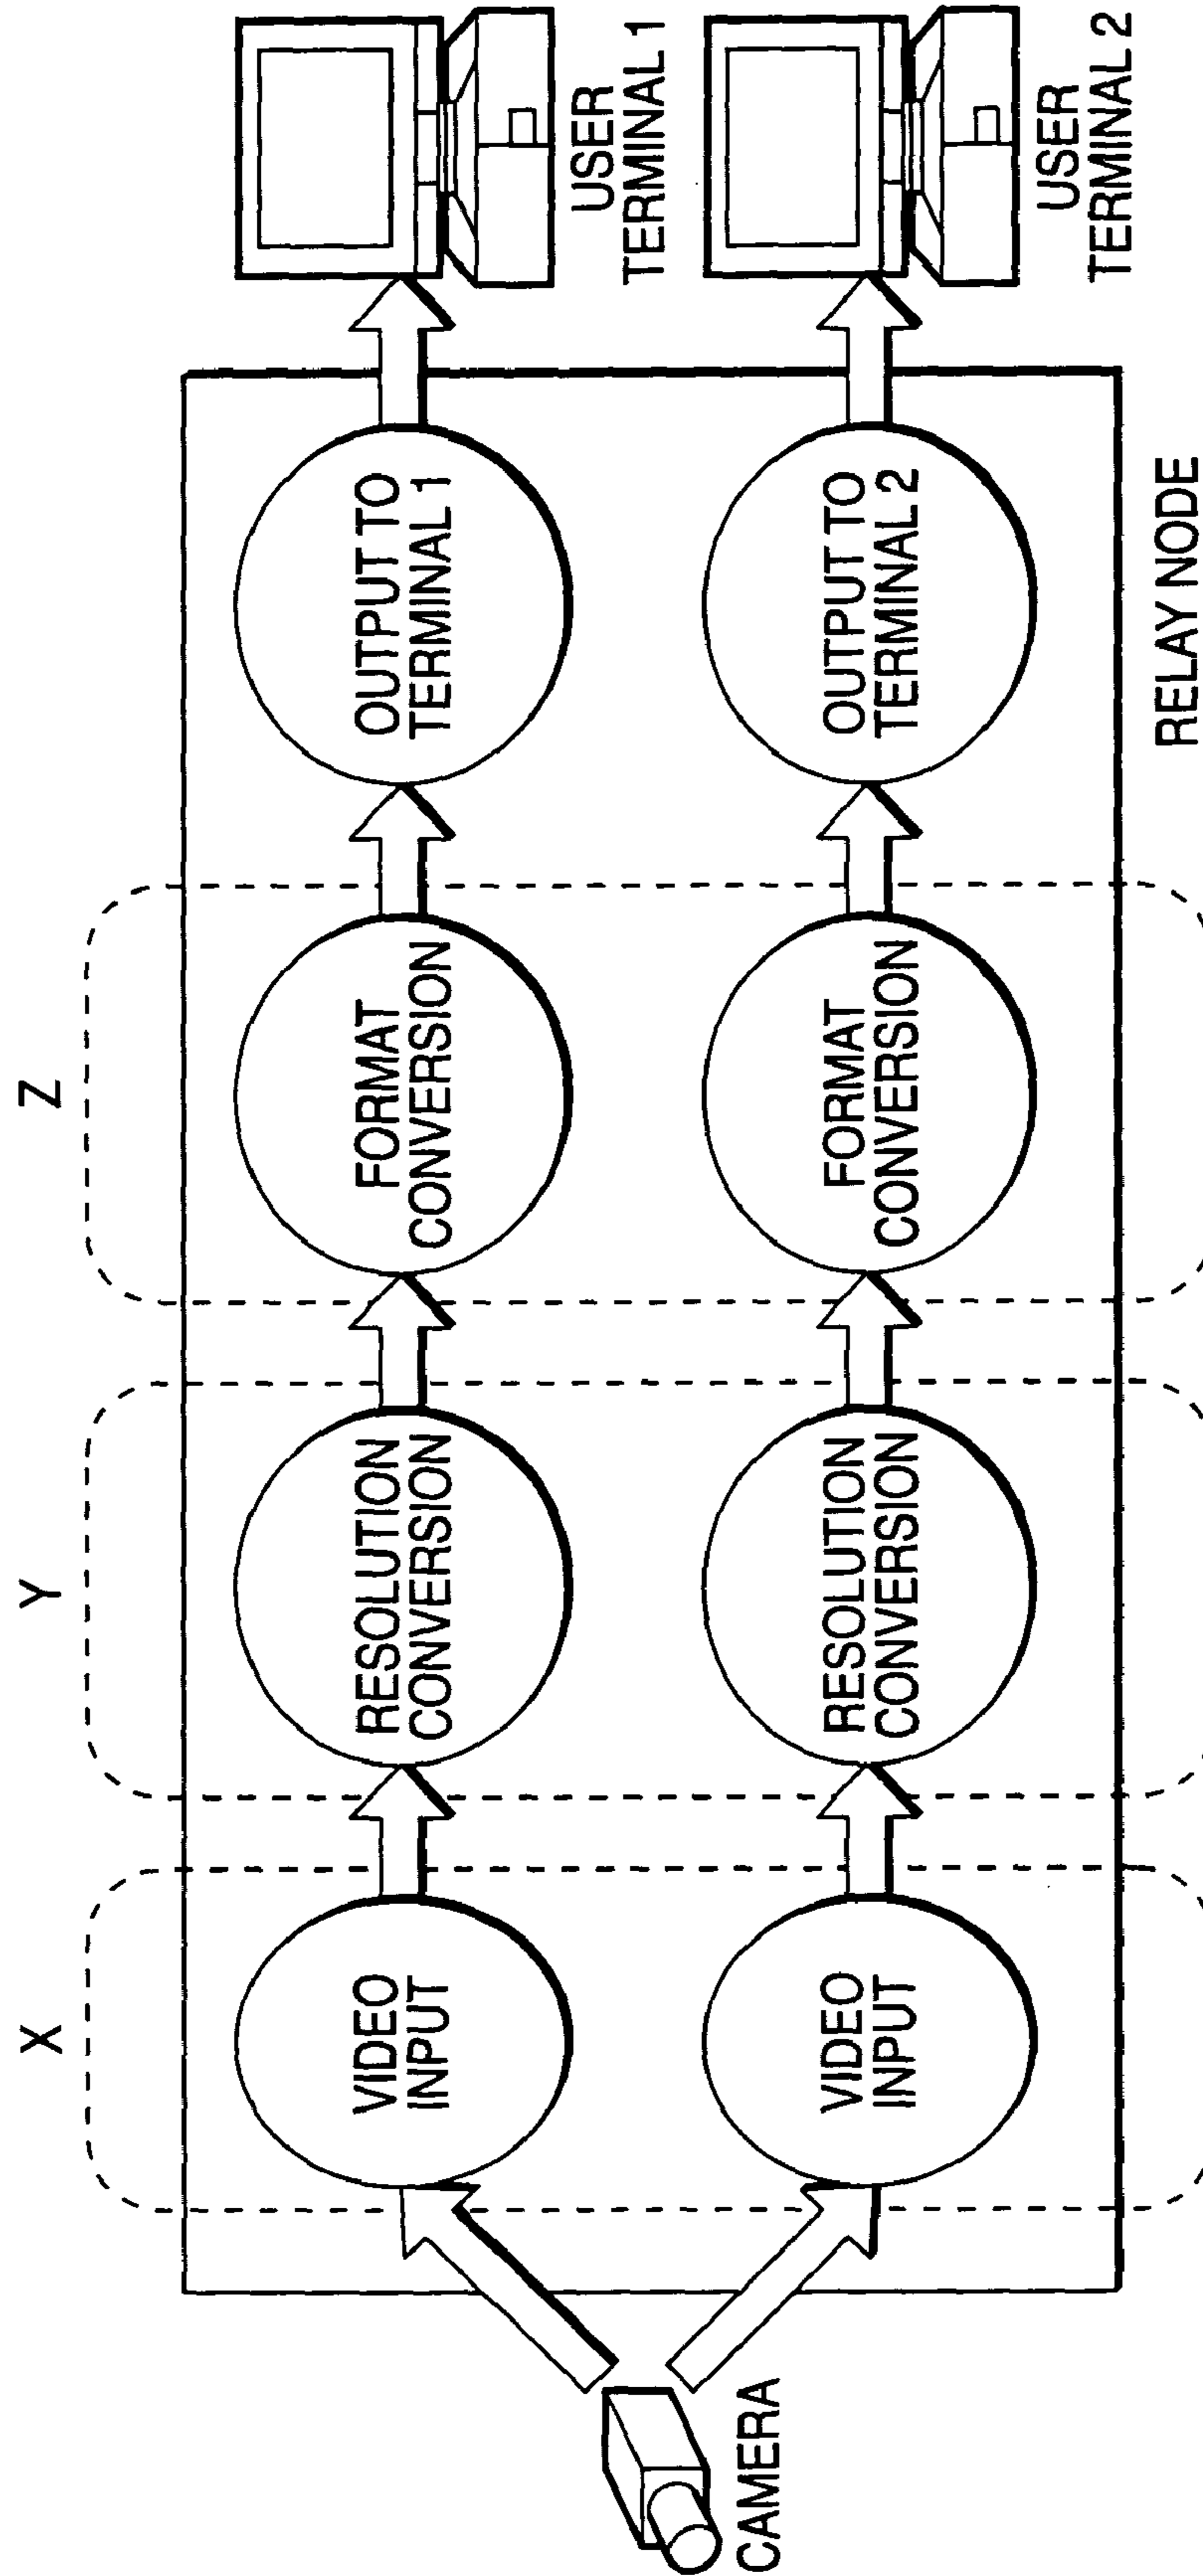 X
Y
Z
CAMERA
VIDEO
INPUT
RESOLUTION
CONVERSION
FORMAT
CONVERSION
OUTPUT TO
TERMINAL 1
USER
TERMINAL 1
VIDEO
INPUT
RESOLUTION
CONVERSION
FORMAT
CONVERSION
OUTPUT TO
TERMINAL 2
USER
TERMINAL 2
RELAY NODE